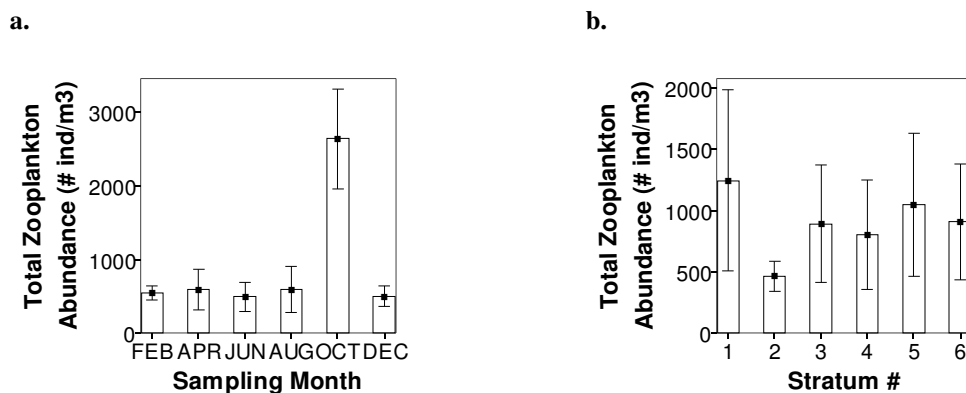 a.
Total Zooplankton
Abundance (# ind/m3)
3000
2000
1000
0
FEB APR JUN AUG OCT DEC
Sampling Month
b.
Total Zooplankton
Abundance (# ind/m3)
2000
1500
1000
500
0
1 2 3 4 5 6
Stratum #